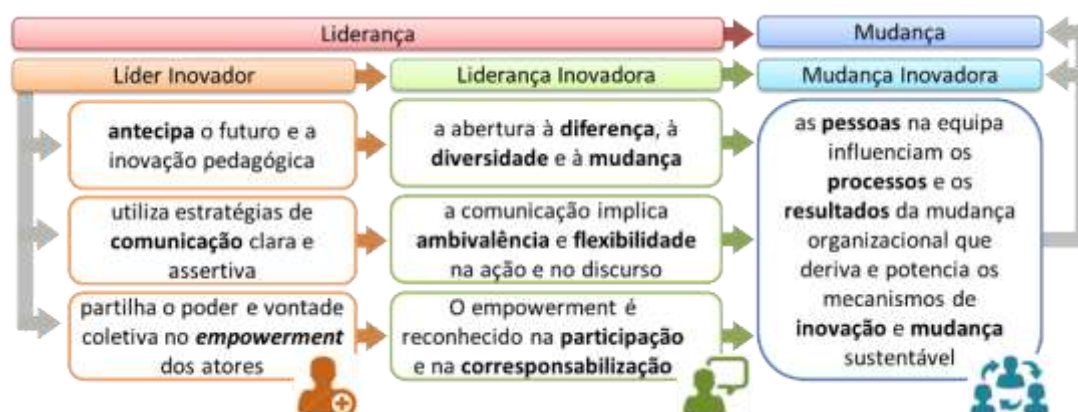 Liderança
Mudança
Líder Inovador
Liderança Inovadora
Mudança Inovadora
antecipa o futuro e a
inovação pedagógica
a abertura à diferença, à
diversidade e à mudança
utiliza estratégias de
comunicação clara e
assertiva
a comunicação implica
ambivalência e flexibilidade
na ação e no discurso
partilha o poder e vontade
coletiva no empowerment
dos atores
O empowerment é
reconhecido na participação
e na corresponsabilização
as pessoas na equipa
influenciam os
processos e os
resultados da mudança
organizacional que
deriva e potencia os
mecanismos de
inovação e mudança
sustentável